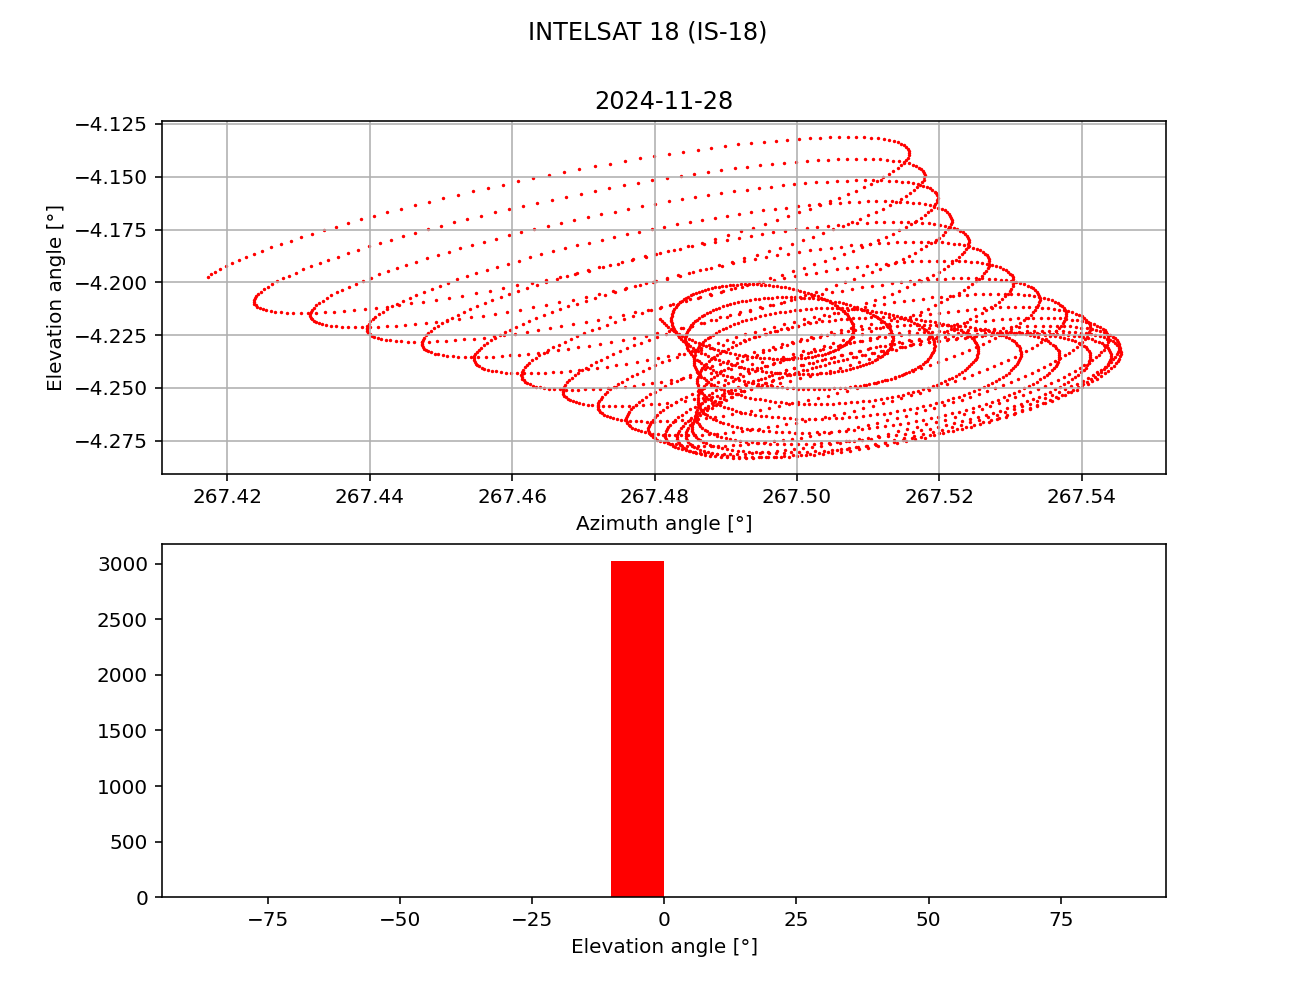 INTELSAT 18 (IS-18)
2024-11-28
Elevation angle [°]
−4.125
−4.150
−4.175
−4.200
−4.225
−4.250
−4.275
267.42 267.44 267.46 267.48 267.50 267.52 267.54
Azimuth angle [°]
3000
2500
2000
1500
1000
500
0
−75 −50 −25 0 25 50 75
Elevation angle [°]